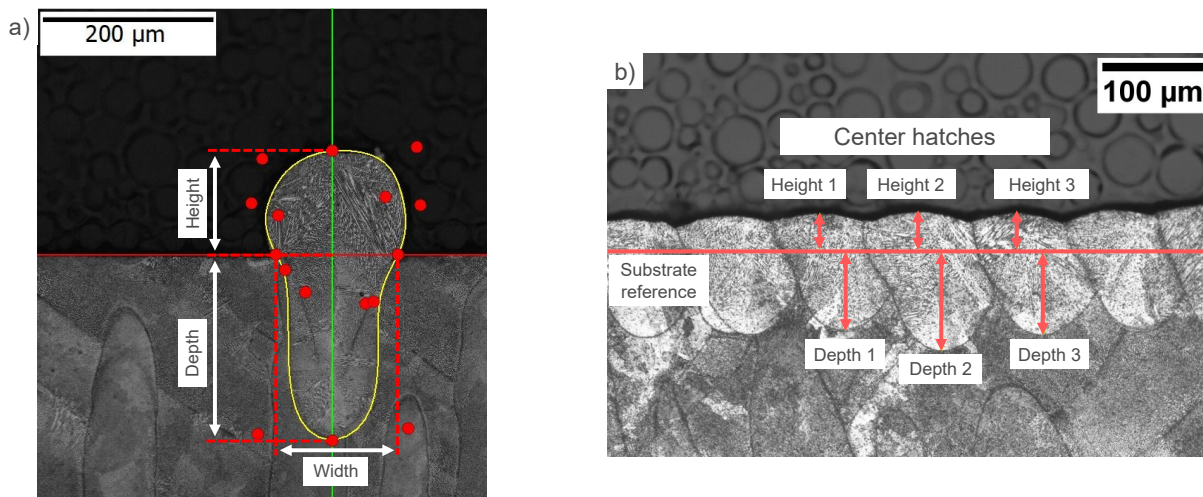 a)
200 µm
Height
Depth
Width
b)
100 µm
Center hatches
Height 1
Height 2
Height 3
Substrate
reference
Depth 1
Depth 2
Depth 3